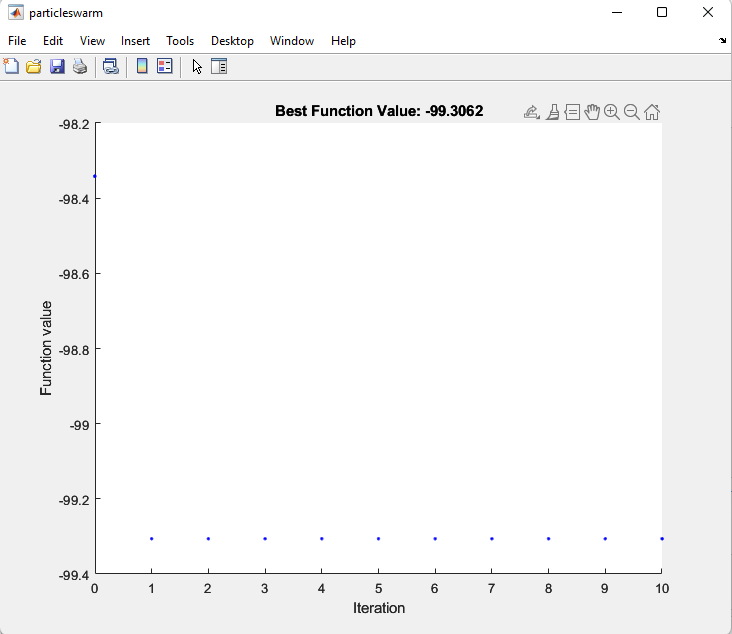 particleswarm
File Edit View Insert Tools Desktop Window Help
Best Function Value: -99.3062
-98.2
-98.4
-98.6
-98.8
-99
-99.2
-99.4
Function value
0 1 2 3 4 5 6 7 8 9 10
Iteration